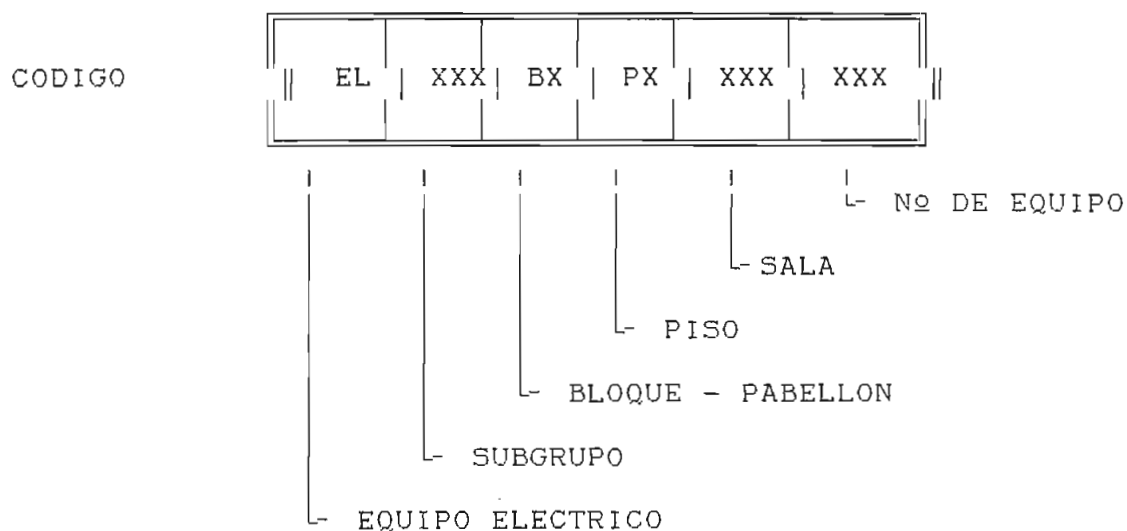 CODIGO EL XXX BX PX XXX XXX
Nº DE EQUIPO
SALA
PISO
BLOQUE - PABELLON
SUBGRUPO
EQUIPO ELECTRICO